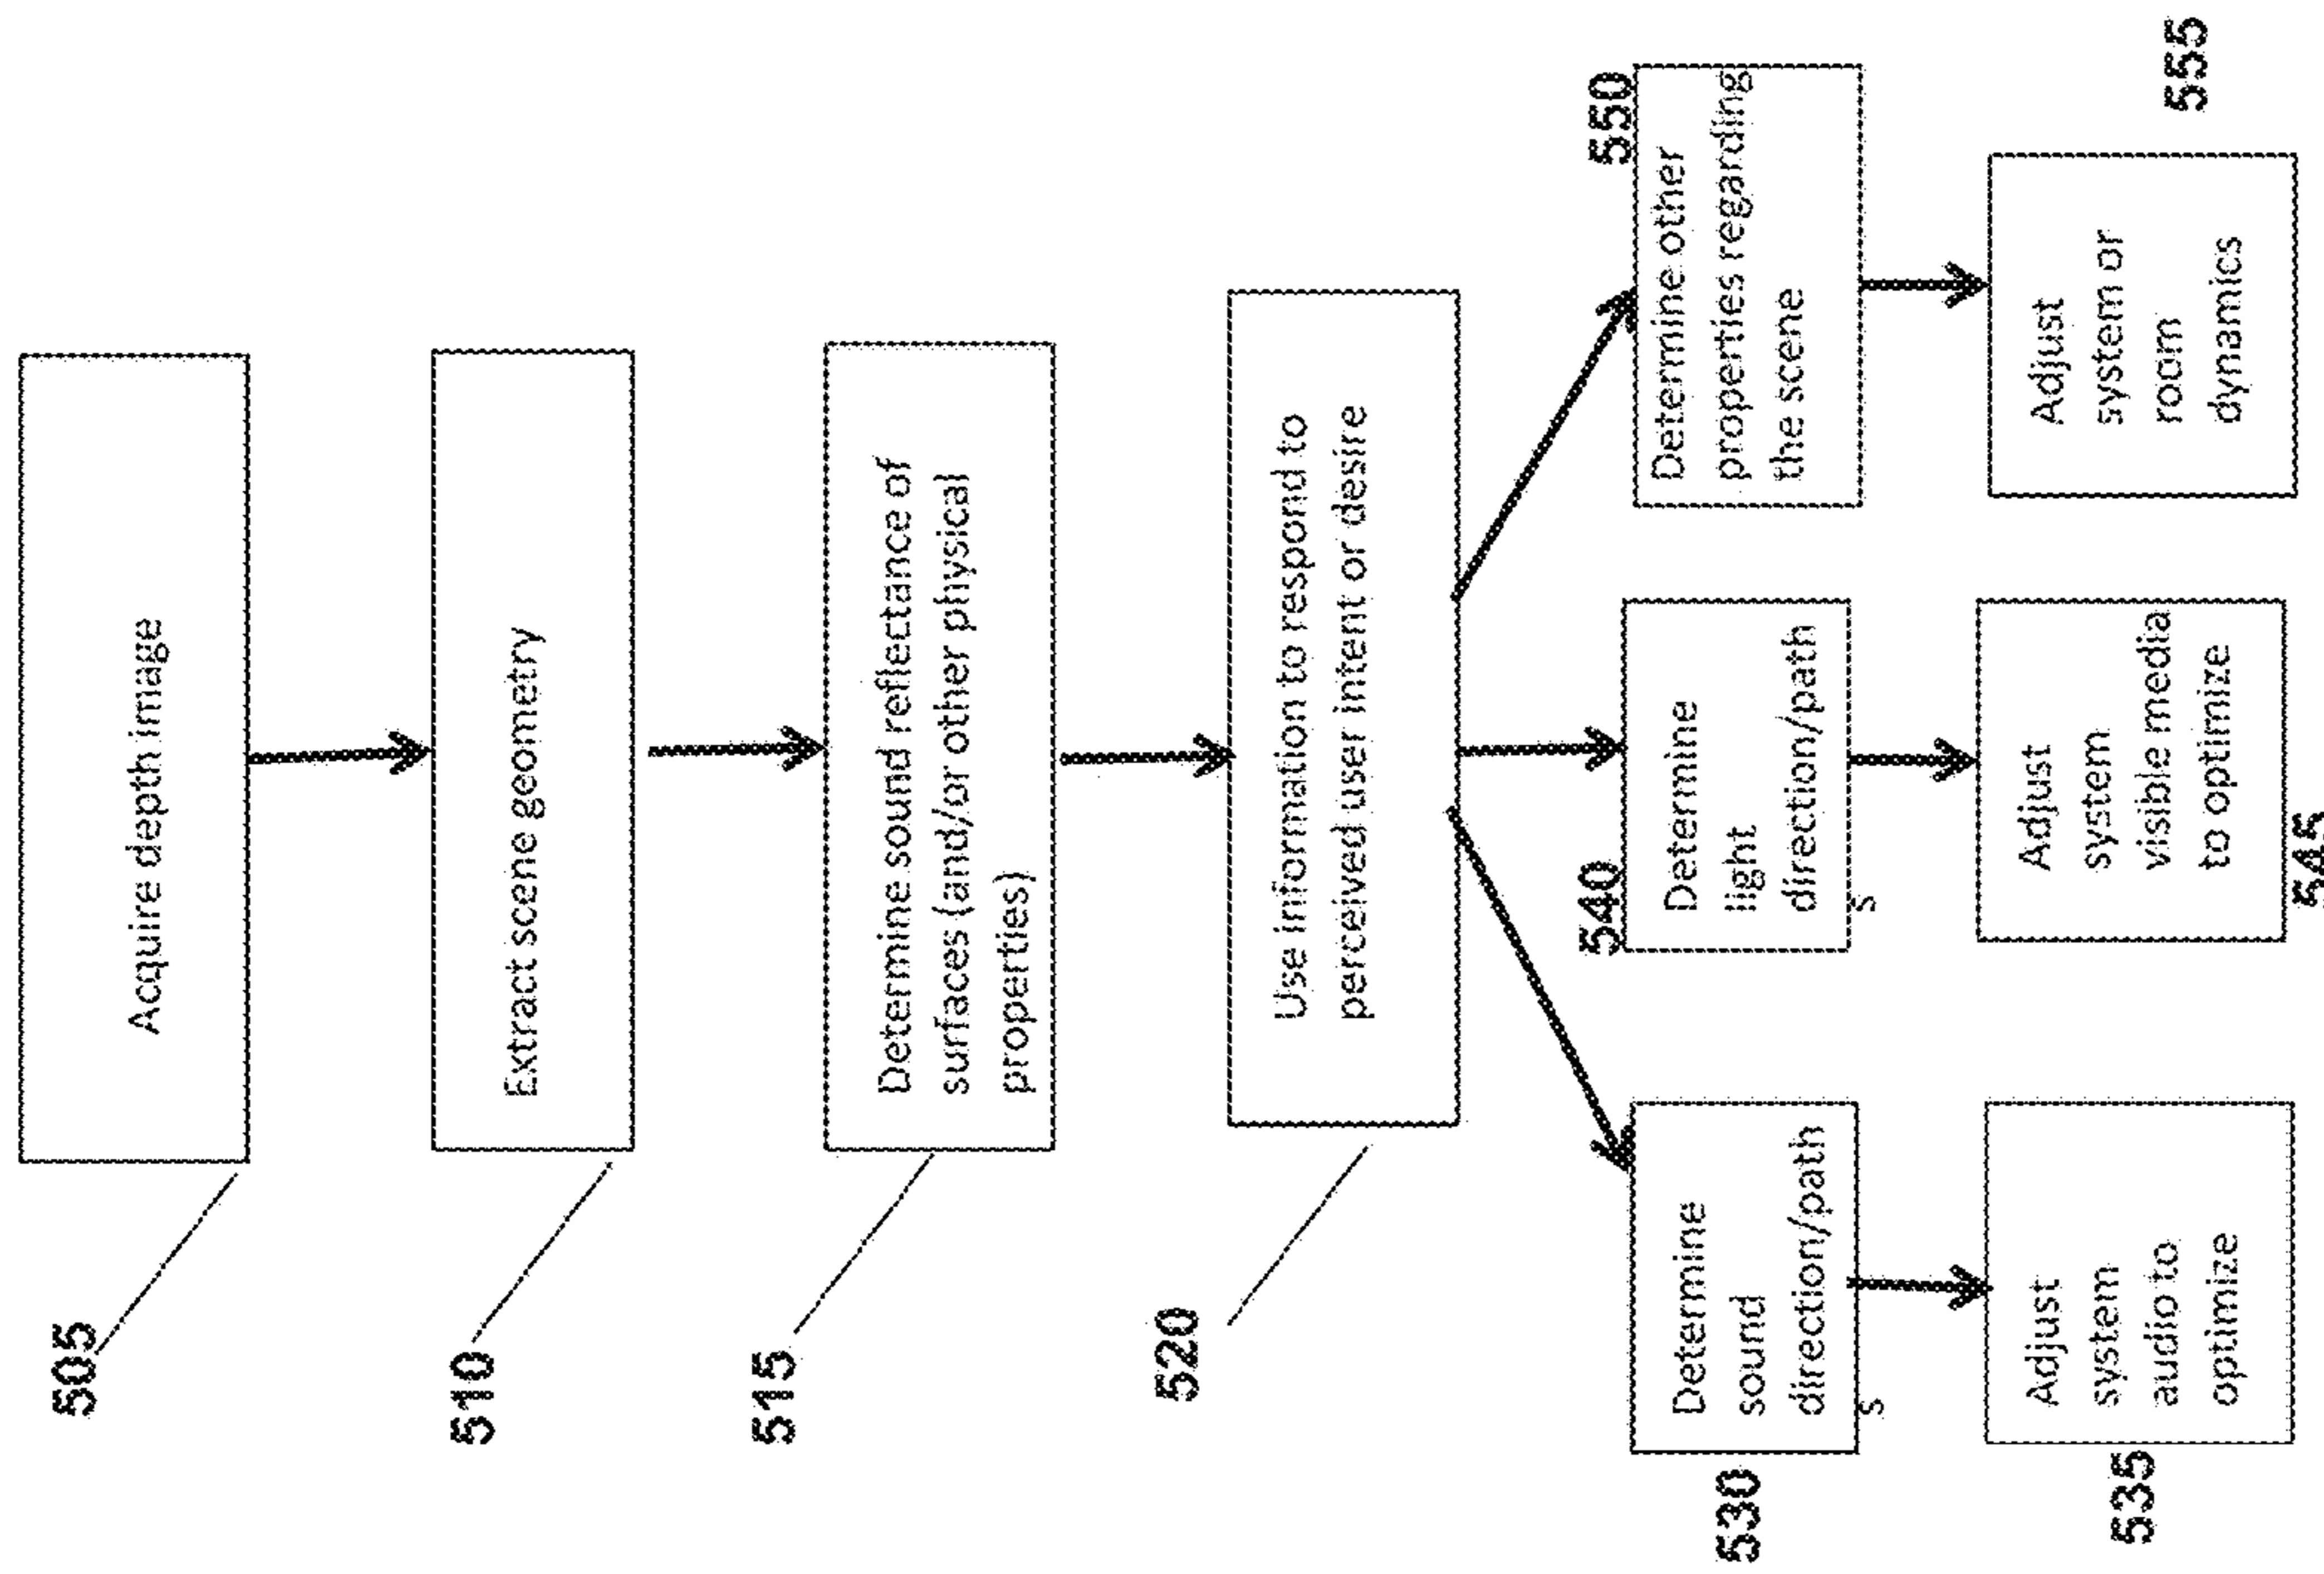 505
Acquire depth image
510
Extract scene geometry
515
Determine sound reflectance of
surfaces (and/or other physical
properties)
520
Use information to respond to
perceived user intent or desire
530
Determine
sound
direction/path
s
540
Determine
light
direction/path
s
550
Determine other
properties regarding
the scene
535
Adjust
system
audio to
optimize
545
Adjust
system
visible media
to optimize
555
Adjust
system or
room
dynamics